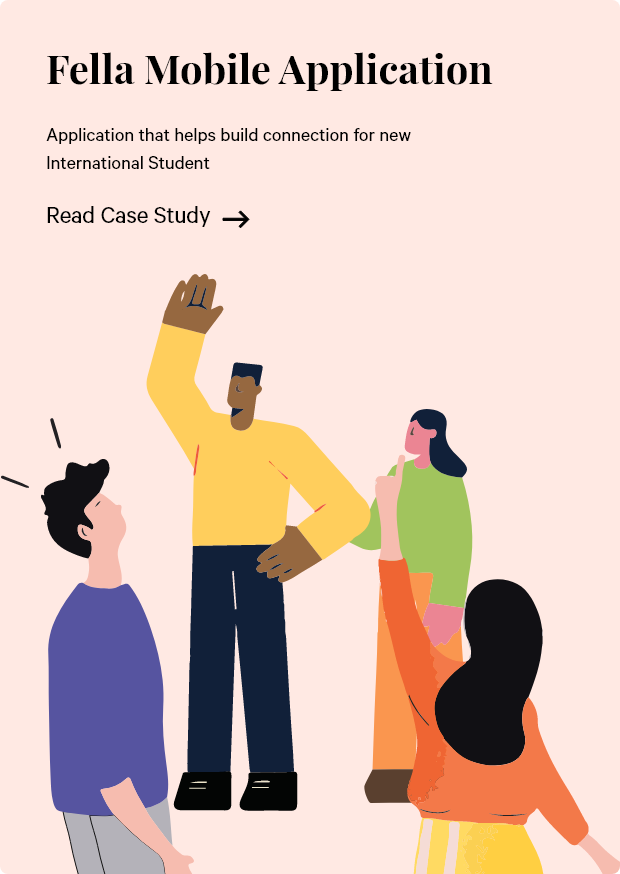 Fella Mobile Application
Application that helps build connection for new
International Student
Read Case Study →